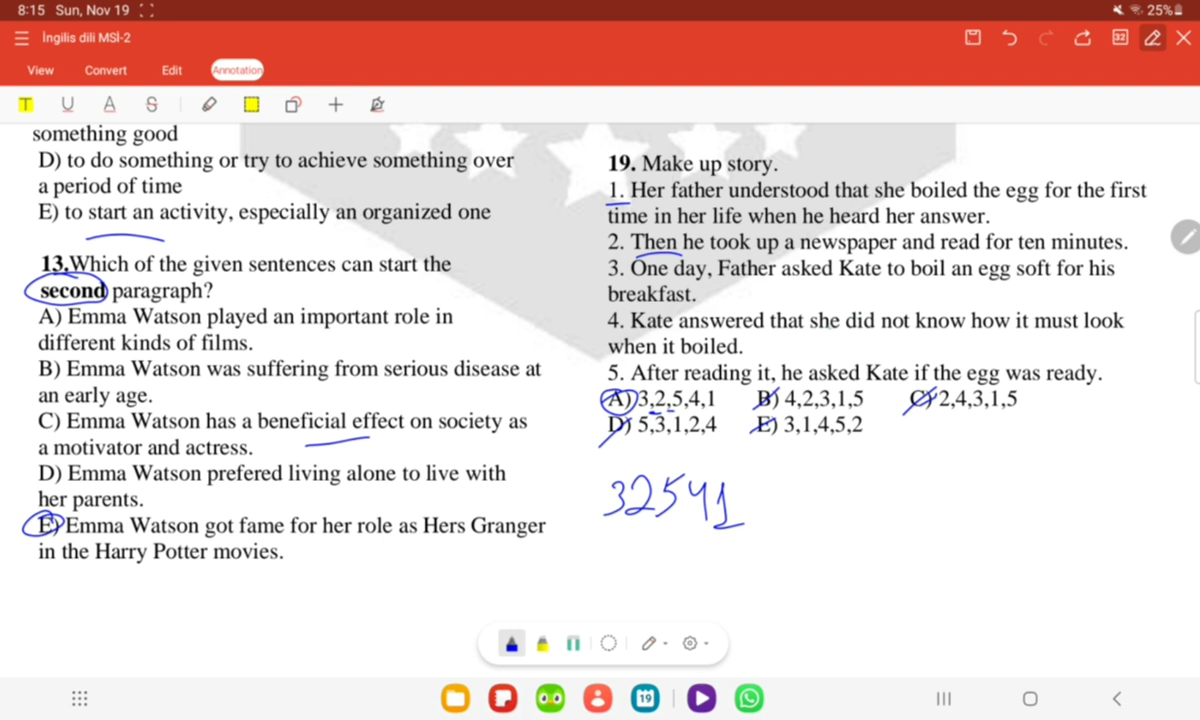 8:15 Sun, Nov 19
25%
İngilis dili MSİ-2
32
View Convert Edit Annotation
T U A S
something good
D) to do something or try to achieve something over
a period of time
E) to start an activity, especially an organized one
13.Which of the given sentences can start the
second paragraph?
A) Emma Watson played an important role in
different kinds of films.
B) Emma Watson was suffering from serious disease at
an early age.
C) Emma Watson has a beneficial effect on society as
a motivator and actress.
D) Emma Watson prefered living alone to live with
her parents.
E) Emma Watson got fame for her role as Hers Granger
in the Harry Potter movies.
19. Make up story.
1. Her father understood that she boiled the egg for the first
time in her life when he heard her answer.
2. Then he took up a newspaper and read for ten minutes.
3. One day, Father asked Kate to boil an egg soft for his
breakfast.
4. Kate answered that she did not know how it must look
when it boiled.
5. After reading it, he asked Kate if the egg was ready.
A) 3,2,5,4,1 B) 4,2,3,1,5 C) 2,4,3,1,5
D) 5,3,1,2,4 E) 3,1,4,5,2
32541
19